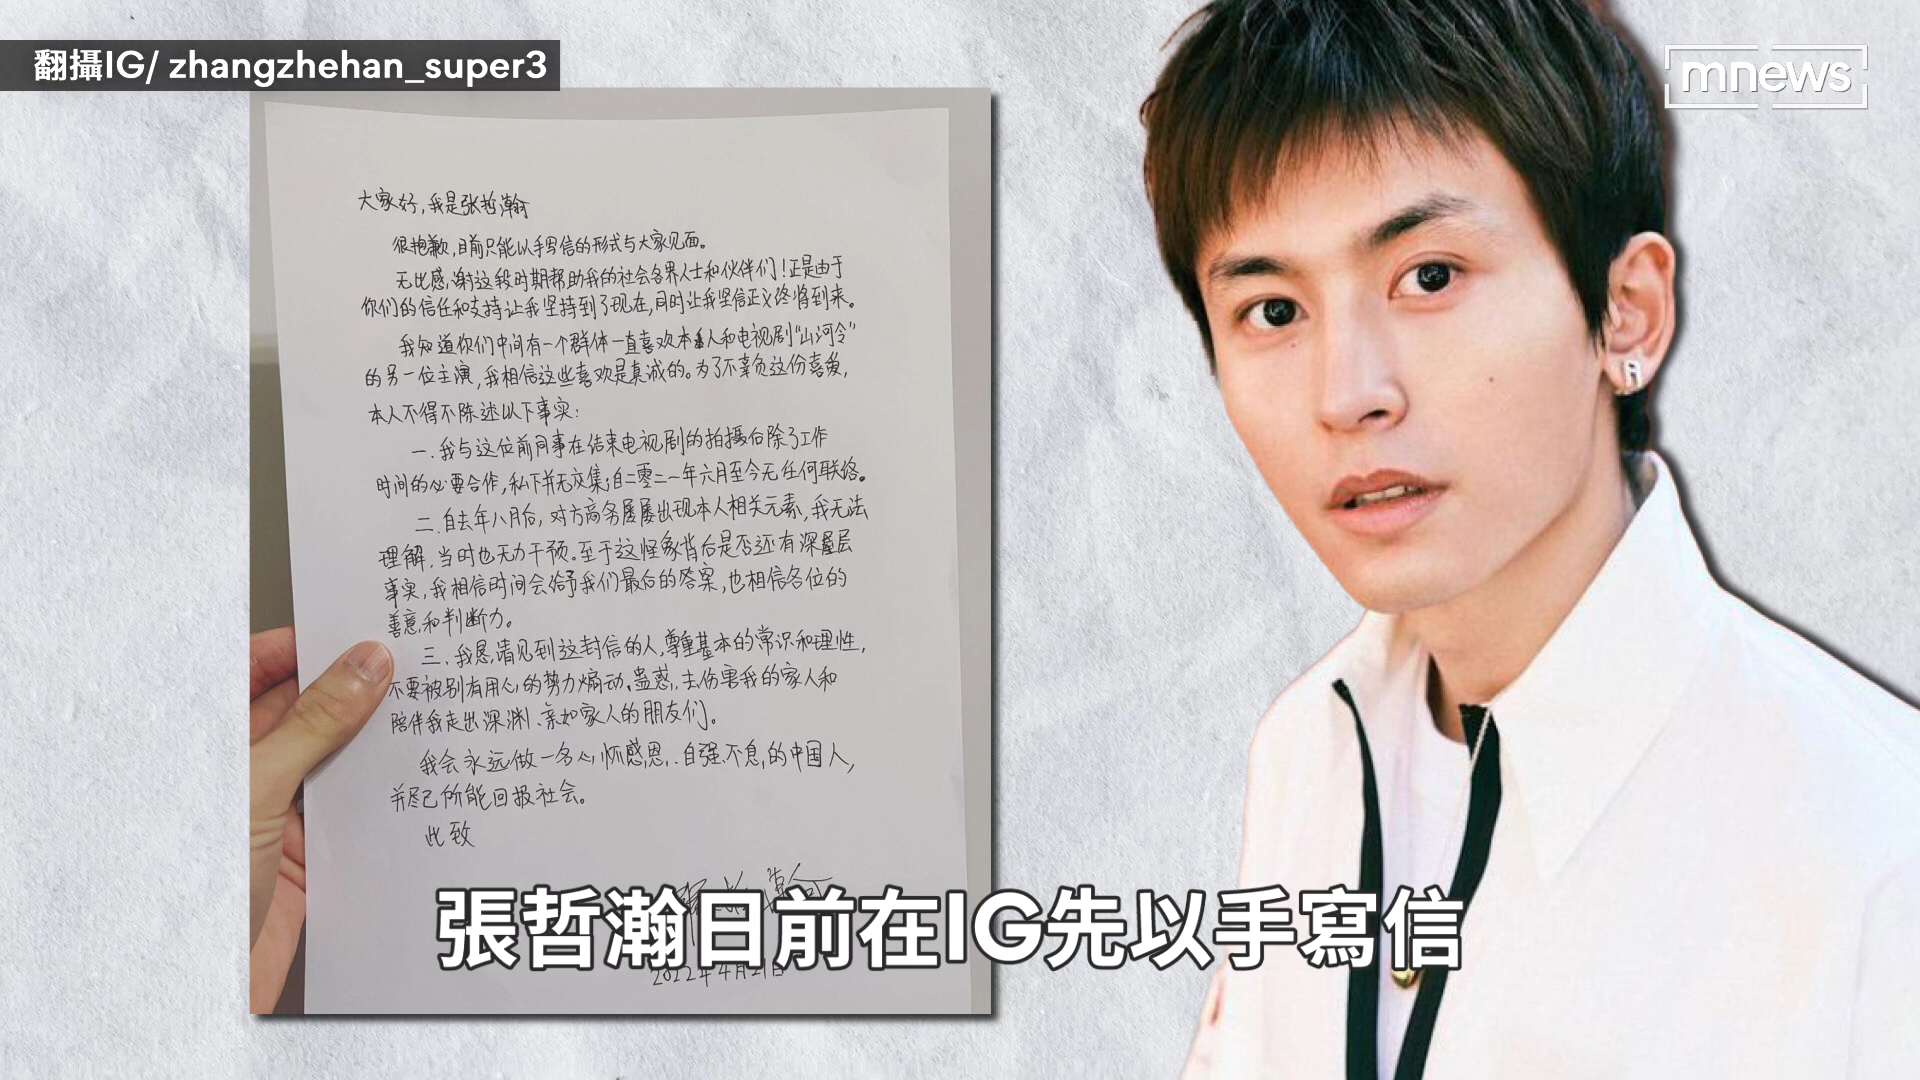 翻攝IG/ zhangzhehan_super3
mnews
大家好，我是张哲瀚
很抱歉，目前只能以手写信的形式与大家见面。
无比感谢这段时期帮助我的社会各界人士和伙伴们！正是由于
你们的信任和支持让我坚持到了现在，同时让我坚信正义终将到来。
我知道你们中间有一个群体一直喜欢本人和电视剧“山河令”
的另一位主演，我相信这些喜欢是真诚的。为了不辜负这份喜爱，
本人不得不陈述以下事实：
一．我与这位前同事在结束电视剧的拍摄后除了工作
时间的必要合作，私下并无交集；自二零二一年六月至今无任何联络。
二．自去年八月后，对方商务屡屡出现本人相关元素，我无法
理解，当时也无力干预。至于这怪象背后是否还有深层
事实，我相信时间会给予我们最后的答案，也相信各位的
善意和判断力。
三．我恳请见到这封信的人，尊重基本的常识和理性，
不要被别有用心的势力煽动、蛊惑，去伤害我的家人和
陪伴我走出深渊、亲如家人的朋友们。
我会永远做一名心怀感恩、自强不息的中国人，
并尽己所能回报社会。
此致
2022年4月21日
張哲瀚日前在IG先以手寫信